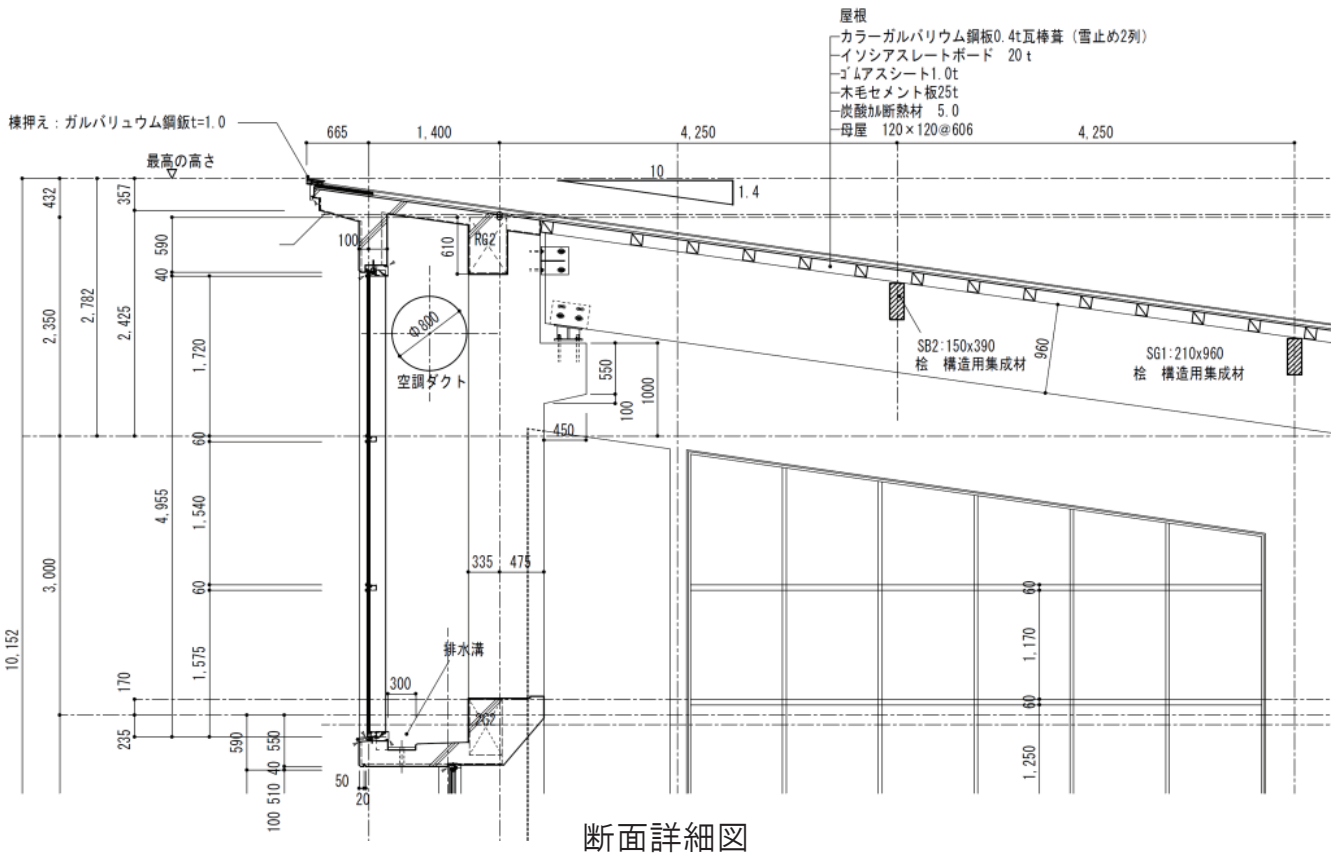 屋根
カラーガルバリウム鋼板0.4t瓦棒葺（雪止め2列）
イソシアスレートボード 20t
ゴムアスシート1.0t
木毛セメント板25t
炭酸ｶﾙ断熱材 5.0
母屋 120×120@606
棟押え：ガルバリュウム鋼鈑t=1.0
665
1,400
4,250
4,250
最高の高さ
10
1.4
432
357
590
40
100
610
RG2
2,350
2,782
2,425
1,720
Φ800
空調ダクト
550
100
1000
450
SB2:150x390
桧 構造用集成材
960
SG1:210x960
桧 構造用集成材
60
4,955
1,540
335
475
3,000
60
60
10,152
1,575
1,170
排水溝
300
170
60
2G2
235
590
550
40
510
100
50
20
1,250
断面詳細図